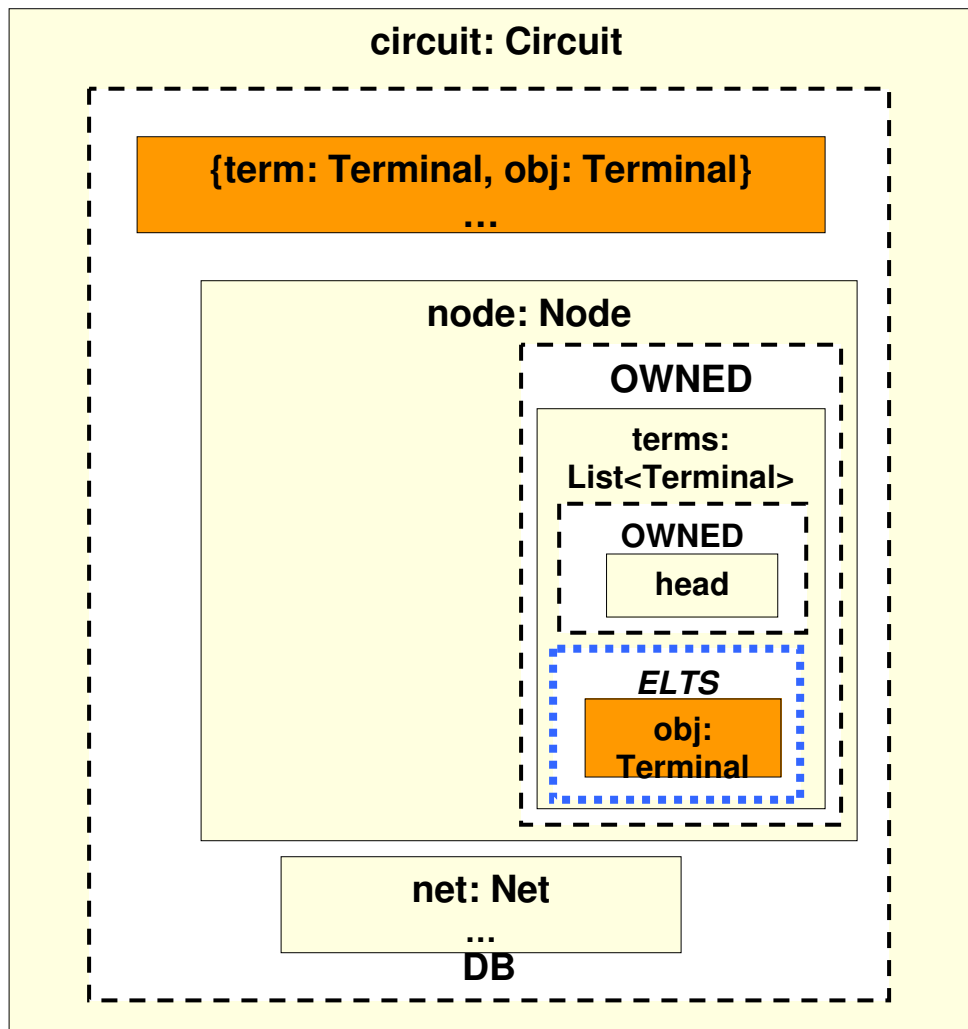 circuit: Circuit
{term: Terminal, obj: Terminal}
...
node: Node
OWNED
terms:
List<Terminal>
OWNED
head
ELTS
obj:
Terminal
net: Net
...
DB